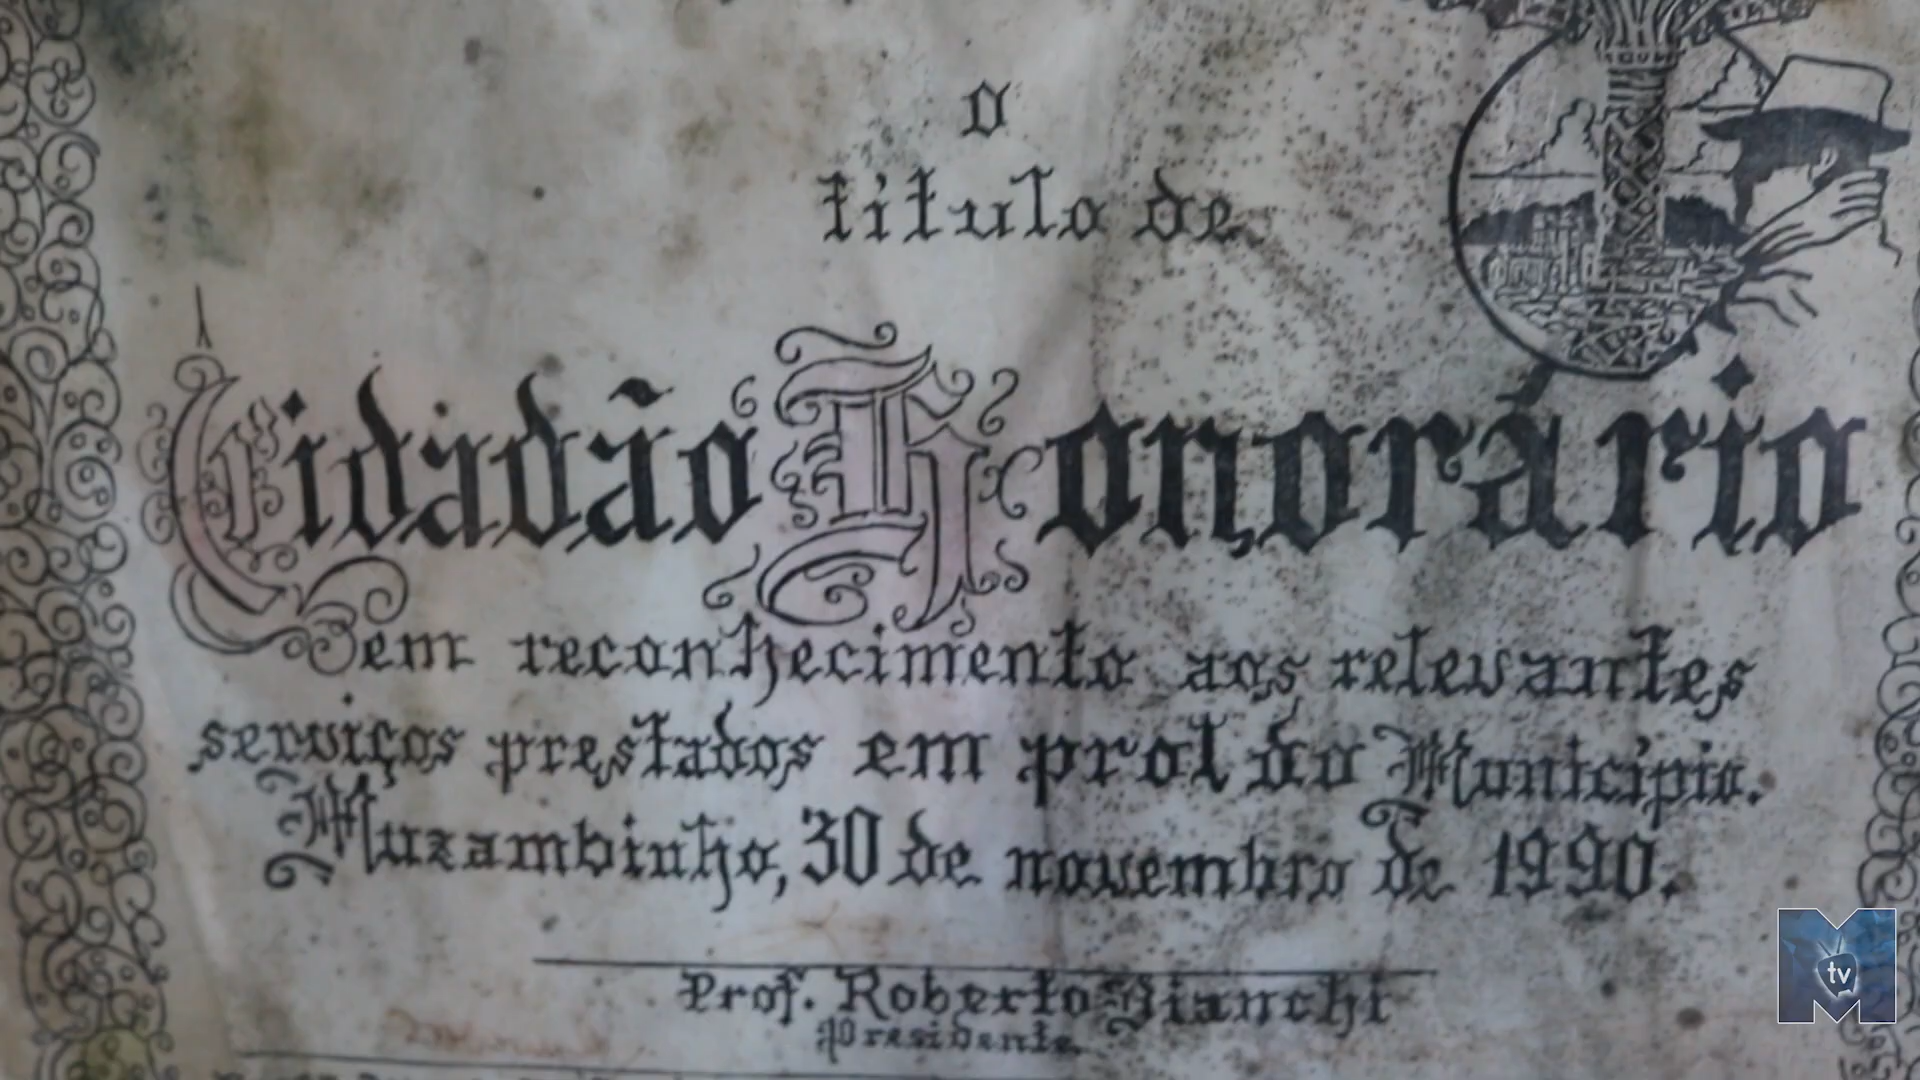 o
título de
Cidadão Honorário
em reconhecimento aos relevantes
serviços prestados em prol do Município.
Muzambinho, 30 de novembro de 1990.
Prof. Roberto Bianchi
Presidente
tv